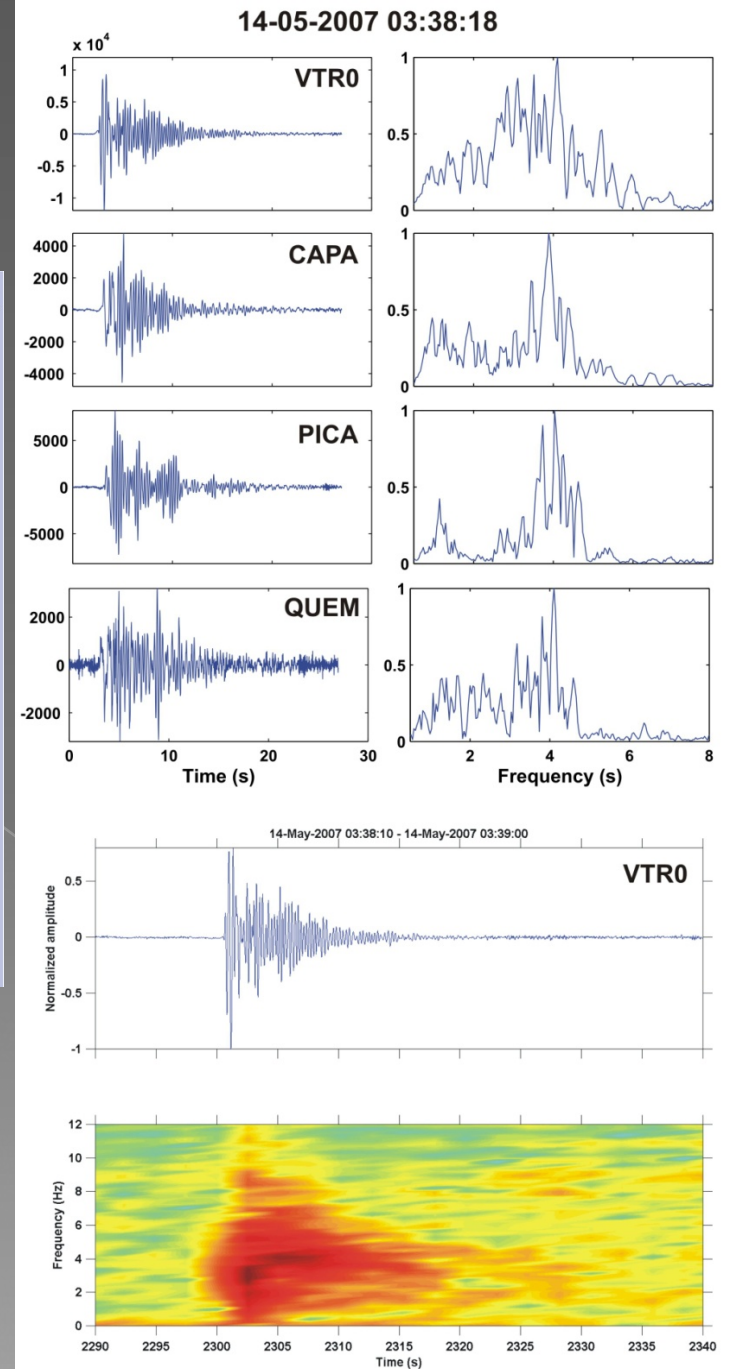 14-05-2007 03:38:18
x 10⁴
VTR0
1
0.5
0
-0.5
-1
1
0.5
0
CAPA
4000
2000
0
-2000
-4000
1
0.5
0
PICA
5000
0
-5000
1
0.5
0
QUEM
2000
0
-2000
0 10 20 30
Time (s)
1
0.5
0
2 4 6 8
Frequency (s)
14-May-2007 03:38:10 - 14-May-2007 03:39:00
VTR0
Normalized amplitude
0.5
0
-0.5
-1
Frequency (Hz)
12
10
8
6
4
2
0
2290 2295 2300 2305 2310 2315 2320 2325 2330 2335 2340
Time (s)